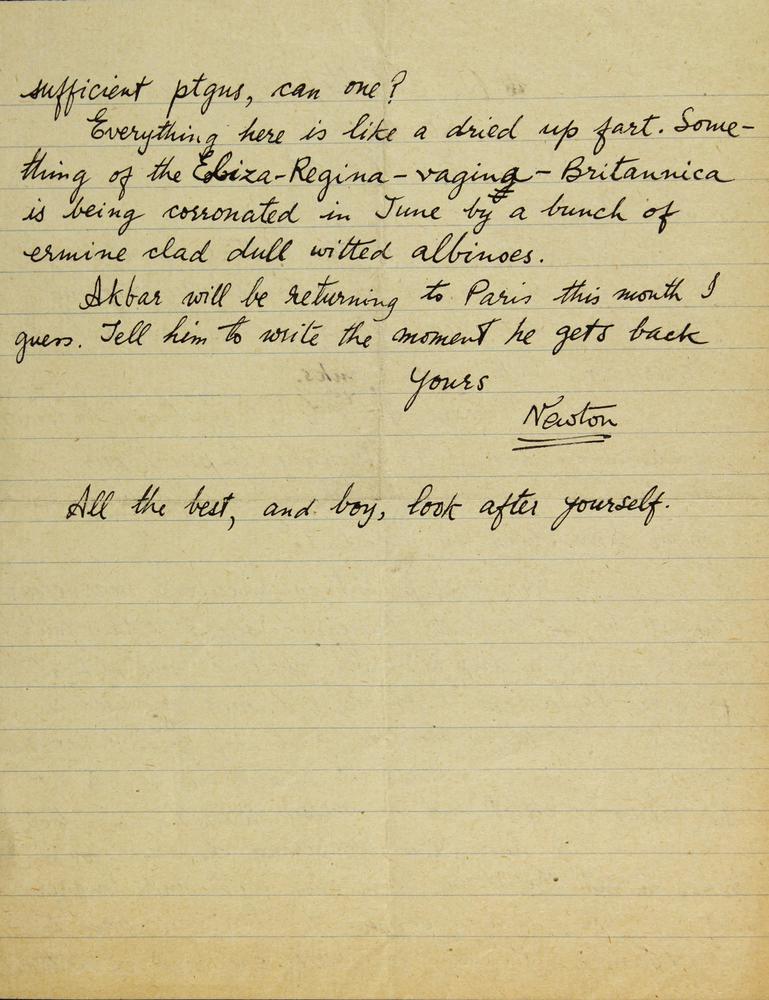 sufficient ptgns, can one?
Everything here is like a dried up fart. Some-
thing of the Eliza-Regina-vagina-Britannica
is being corronated in June by a bunch of
ermine clad dull witted albinoes.
Akbar will be returning to Paris this month I
guess. Tell him to write the moment he gets back
Yours
Newton
All the best, and boy, look after yourself.